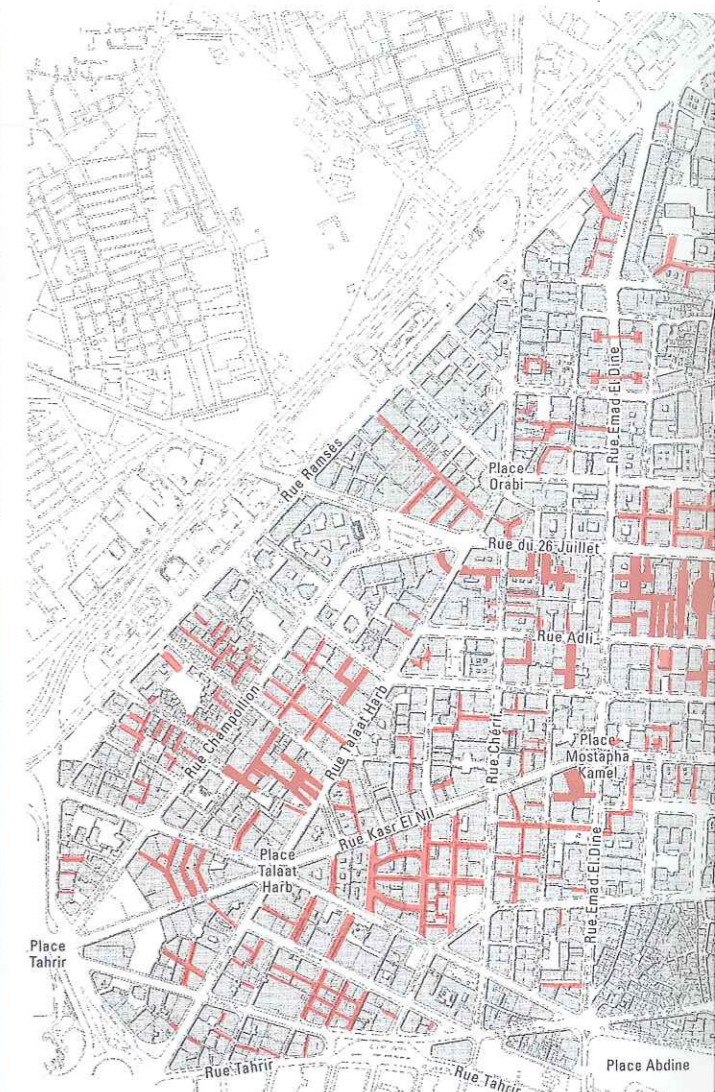 Rue Emad El Dine
Rue Ramsès
Place
Orabi
Rue du 26-Juillet
Rue Adli
Rue Champollion
Rue Talaat Harb
Rue Chérif
Place
Mostapha
Kamel
Rue Kasr El Nil
Place
Talaat
Harb
Rue Emad El Dine
Place
Tahrir
Rue Tahrir
Rue Tahrir
Place Abdine